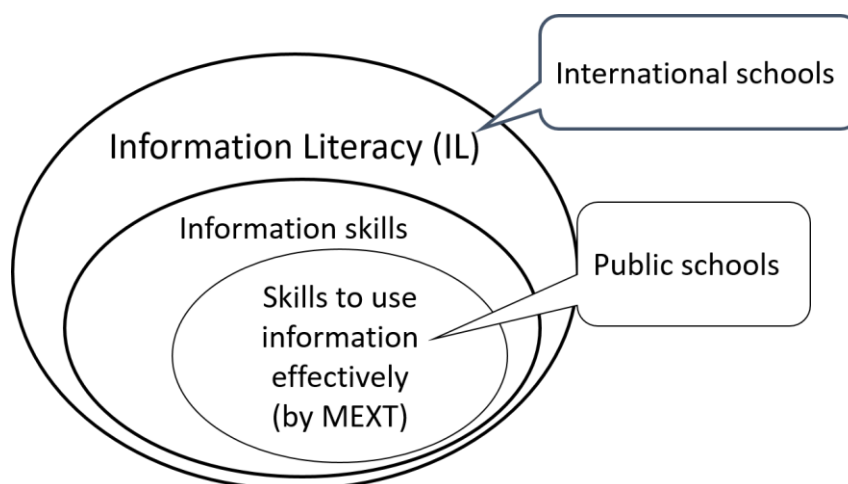 International schools
Information Literacy (IL)
Information skills
Public schools
Skills to use
information
effectively
(by MEXT)